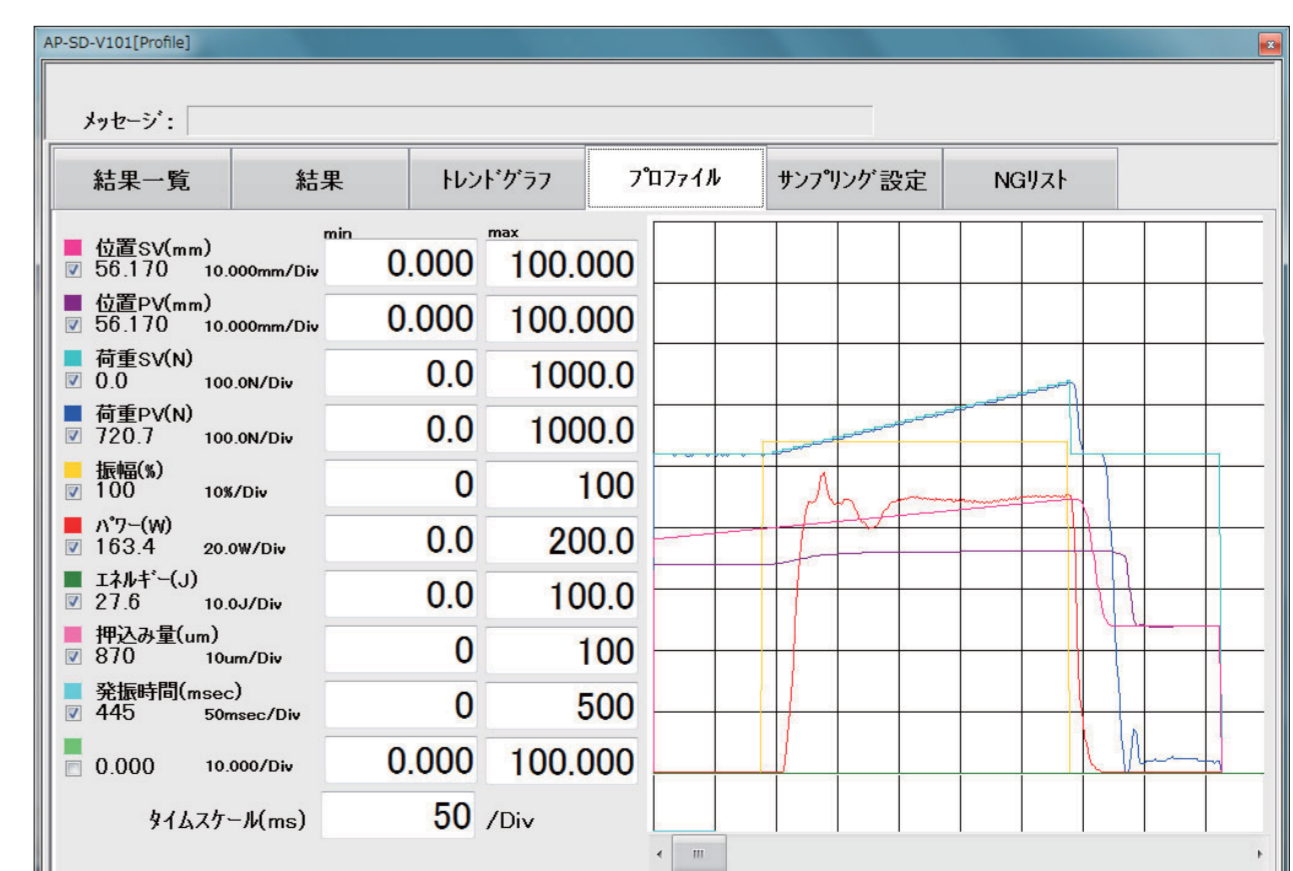 AP-SD-V101[Profile]
メッセージ:
結果一覧 結果 トレンドグラフ プロファイル サンプリング設定 NGリスト
min max
位置SV(mm)
56.170 10.000mm/Div 0.000 100.000
位置PV(mm)
56.170 10.000mm/Div 0.000 100.000
荷重SV(N)
0.0 100.0N/Div 0.0 1000.0
荷重PV(N)
720.7 100.0N/Div 0.0 1000.0
振幅(%)
100 10%/Div 0 100
パワー(W)
163.4 20.0W/Div 0.0 200.0
エネルギー(J)
27.6 10.0J/Div 0.0 100.0
押込み量(um)
870 10um/Div 0 100
発振時間(msec)
445 50msec/Div 0 500
0.000 10.000/Div 0.000 100.000
タイムスケール(ms) 50 /Div